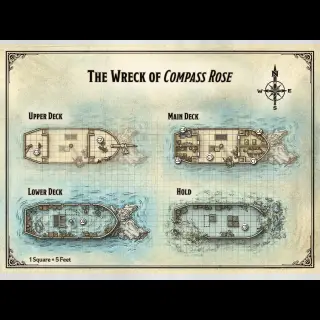 THE WRECK OF COMPASS ROSE
N
W
E
S
UPPER DECK
MAIN DECK
LOWER DECK
HOLD
1 Square = 5 Feet